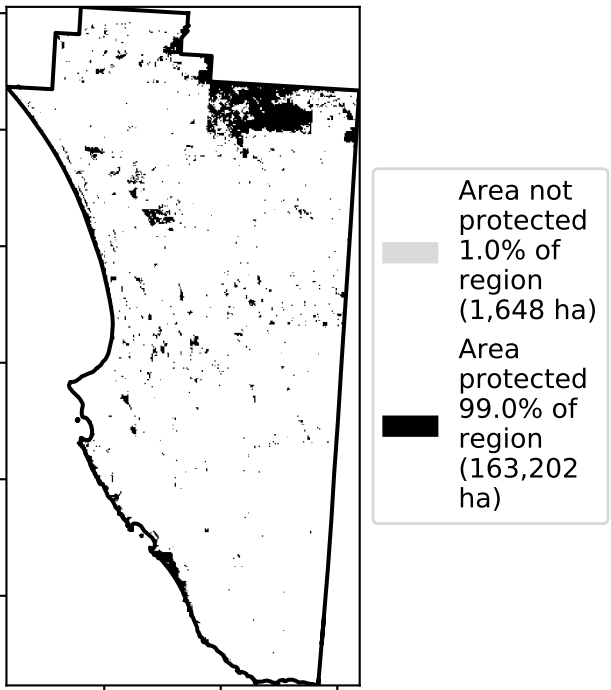 Area not
protected
1.0% of
region
(1,648 ha)
Area
protected
99.0% of
region
(163,202
ha)